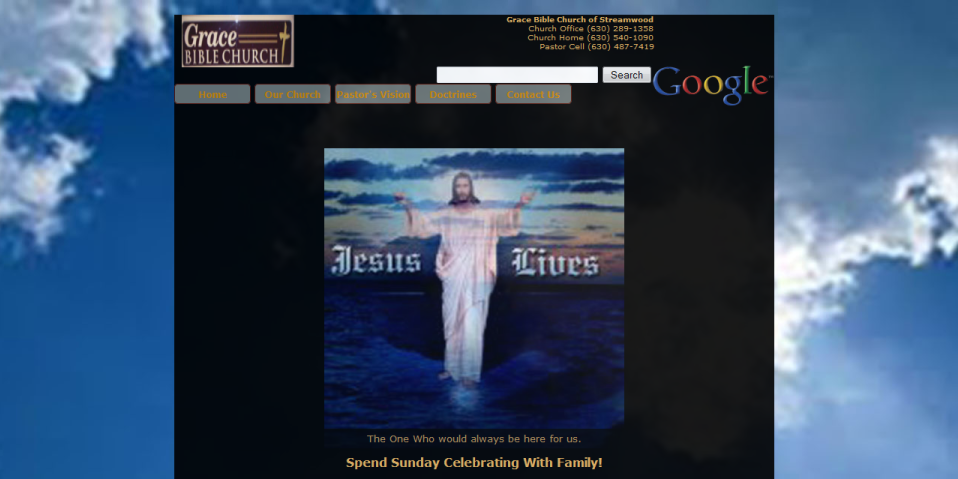 Grace
BIBLE CHURCH
Grace Bible Church of Streamwood
Church Office (630) 289-1358
Church Home (630) 540-1090
Pastor Cell (630) 487-7419
Search
Google™
Home Our Church Pastor's Vision Doctrines Contact Us
Jesus Lives
The One Who would always be here for us.
Spend Sunday Celebrating With Family!